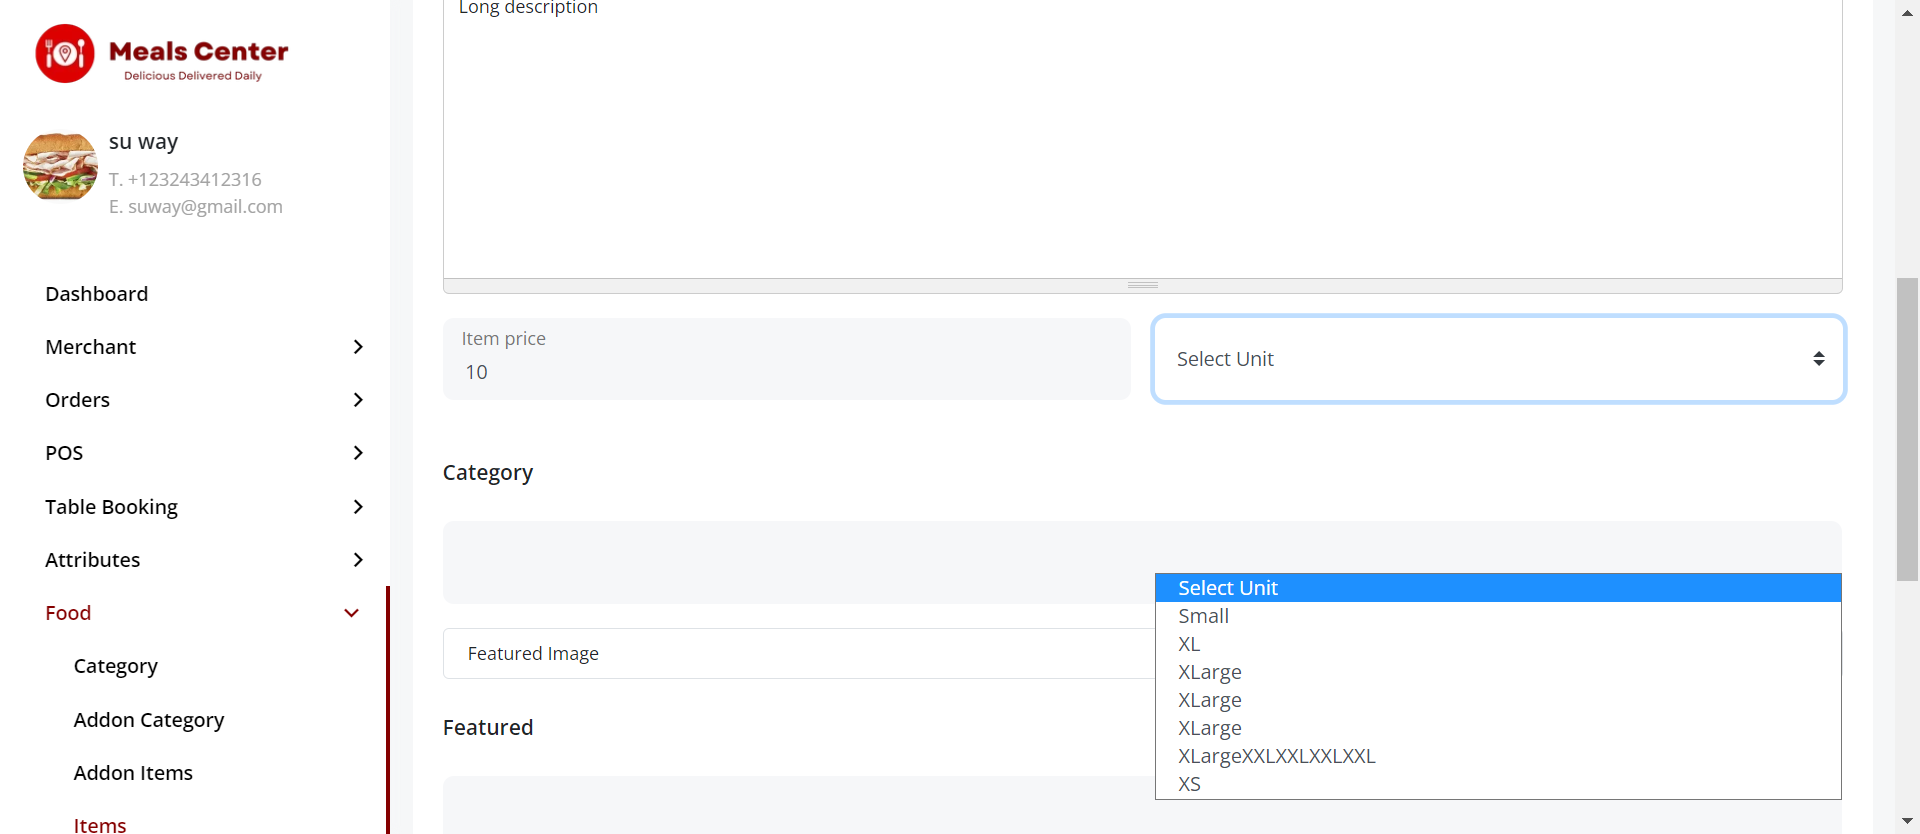 Meals Center
Delicious Delivered Daily
su way
T. +123243412316
E. suway@gmail.com
Dashboard
Merchant
Orders
POS
Table Booking
Attributes
Food
Category
Addon Category
Addon Items
Items
Long description
Item price
10
Select Unit
Category
Featured Image
Featured
Select Unit
Small
XL
XLarge
XLarge
XLarge
XLargeXXLXXLXXLXXL
XS